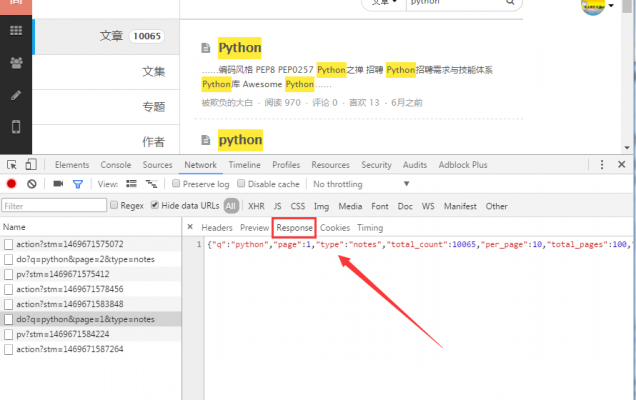 文章
python
文章 10065
Python
……编码风格 PEP8 PEP0257 Python之禅 招聘 Python招聘需求与技能体系
Python库 Awesome Python……
文集
被欺负的大白 · 阅读 970 · 评论 0 · 喜欢 13 · 6月之前
专题
python
作者
Elements Console Sources Network Timeline Profiles Resources Security Audits Adblock Plus
View: Preserve log Disable cache No throttling
Filter Regex Hide data URLs All XHR JS CSS Img Media Font Doc WS Manifest Other
Name
Headers Preview Response Cookies Timing
action?stm=1469671575072
1 {"q":"python","page":1,"type":"notes","total_count":10065,"per_page":10,"total_pages":100,"
do?q=python&page=2&type=notes
pv?stm=1469671575412
action?stm=1469671578456
action?stm=1469671583848
do?q=python&page=1&type=notes
pv?stm=1469671584224
action?stm=1469671587264